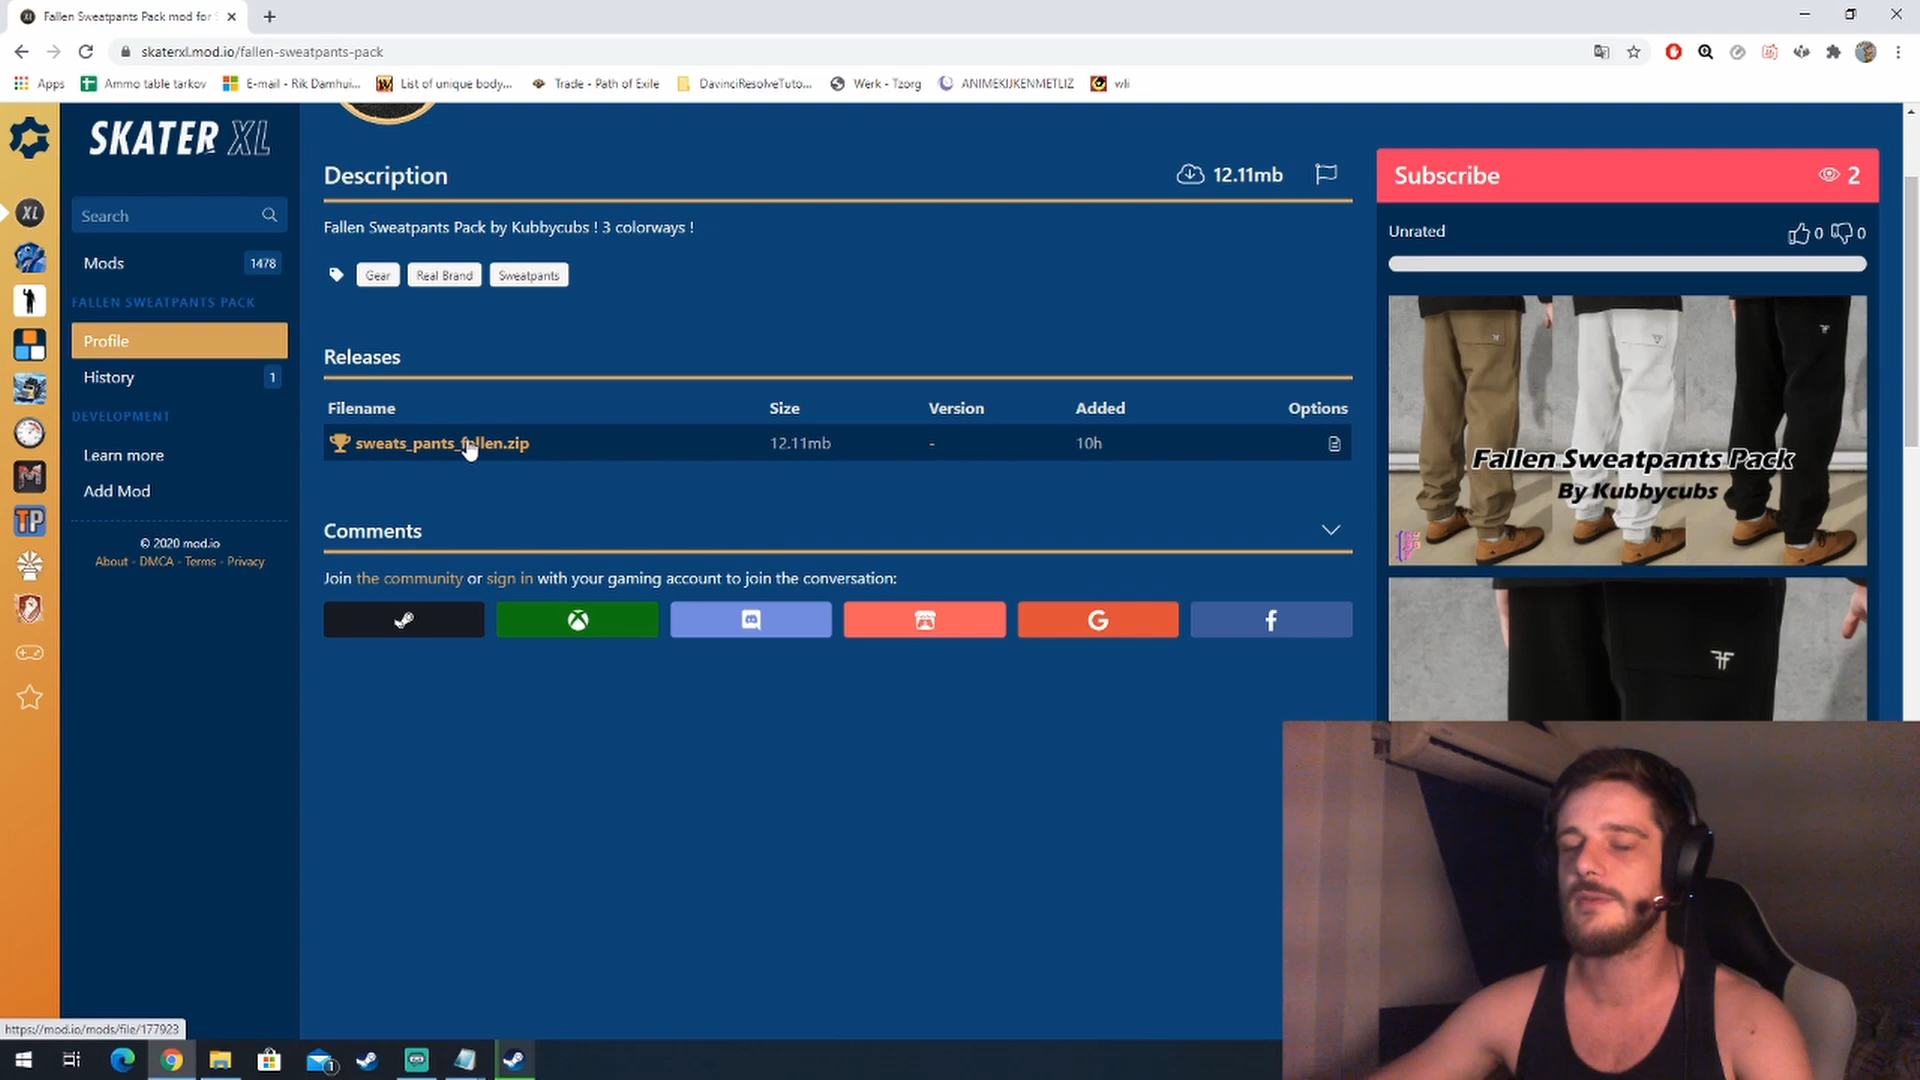 Fallen Sweatpants Pack mod for S
skaterxl.mod.io/fallen-sweatpants-pack
Apps
Ammo table tarkov
E-mail - Rik Damhui...
List of unique body...
Trade - Path of Exile
DavinciResolveTuto...
Werk - Tzorg
ANIMEKIJKENMETLIZ
wli
SKATER XL
Search
Mods 1478
FALLEN SWEATPANTS PACK
Profile
History 1
DEVELOPMENT
Learn more
Add Mod
© 2020 mod.io
About - DMCA - Terms - Privacy
XL
M
TP
Description 12.11mb
Fallen Sweatpants Pack by Kubbycubs ! 3 colorways !
Gear Real Brand Sweatpants
Releases
Filename Size Version Added Options
sweats_pants_fallen.zip 12.11mb - 10h
Comments
Join the community or sign in with your gaming account to join the conversation:
Subscribe 2
Unrated 0 0
Fallen Sweatpants Pack
By Kubbycubs
https://mod.io/mods/file/177923